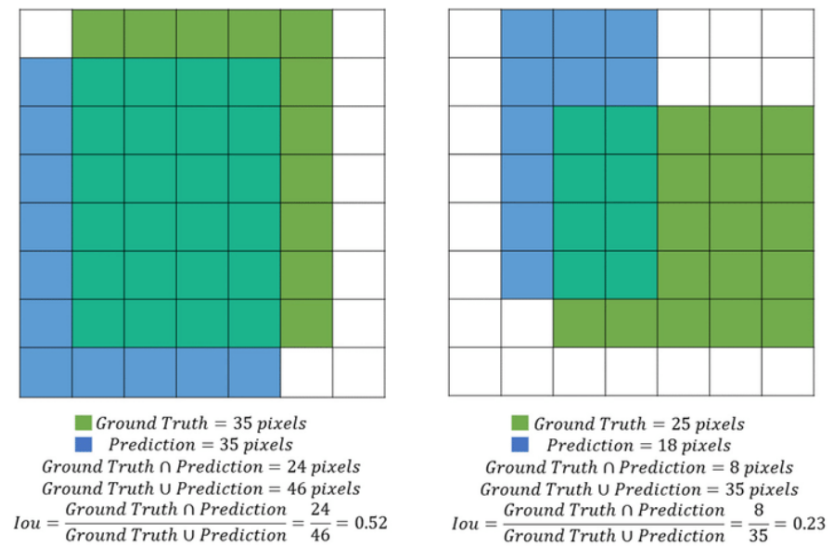 Ground Truth = 35 pixels
Prediction = 35 pixels
Ground Truth ∩ Prediction = 24 pixels
Ground Truth ∪ Prediction = 46 pixels
Iou = Ground Truth ∩ Prediction / Ground Truth ∪ Prediction = 24 / 46 = 0.52
Ground Truth = 25 pixels
Prediction = 18 pixels
Ground Truth ∩ Prediction = 8 pixels
Ground Truth ∪ Prediction = 35 pixels
Iou = Ground Truth ∩ Prediction / Ground Truth ∪ Prediction = 8 / 35 = 0.23